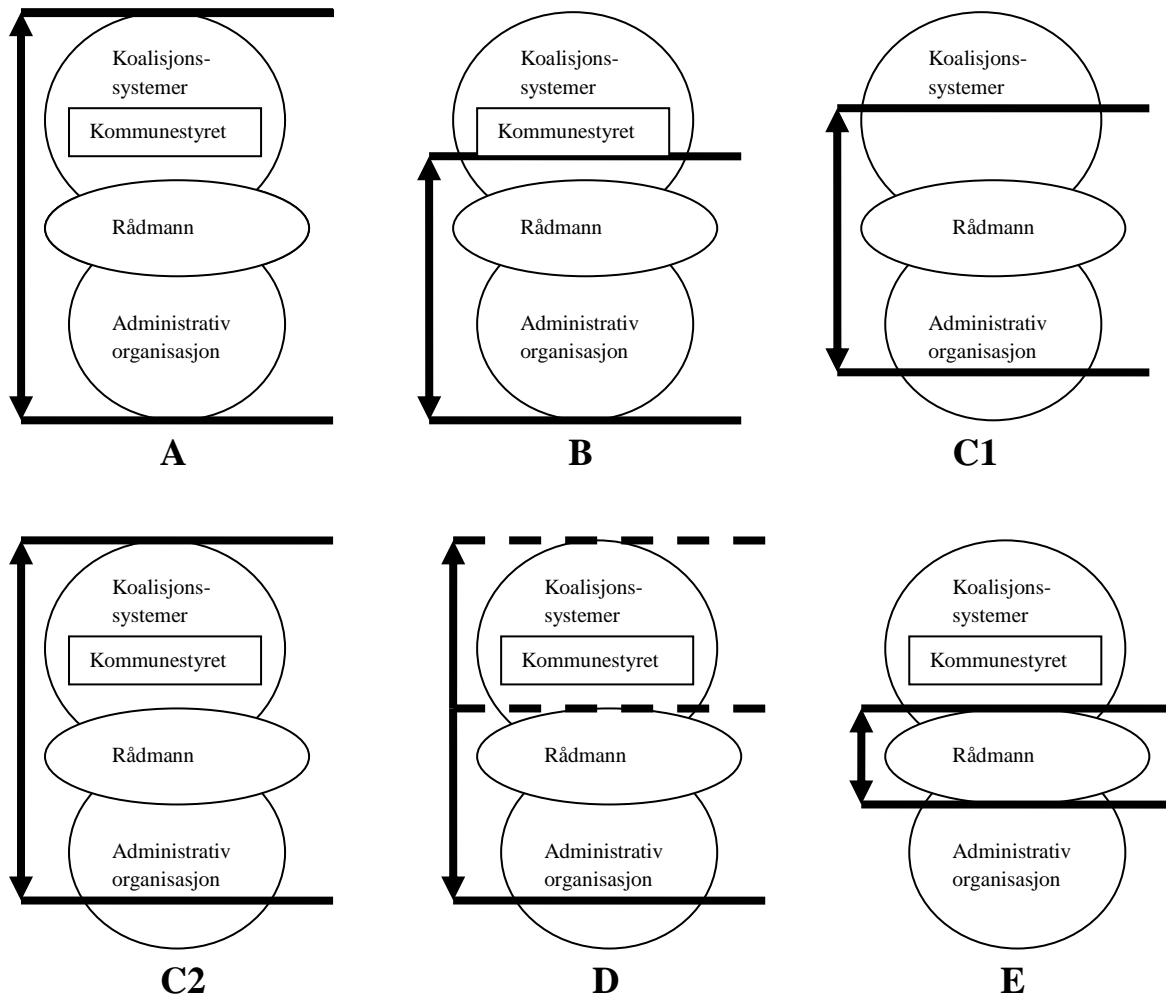 Koalisjons-
systemer
Kommunestyret
Rådmann
Administrativ
organisasjon
A
Koalisjons-
systemer
Kommunestyret
Rådmann
Administrativ
organisasjon
B
Koalisjons-
systemer
Rådmann
Administrativ
organisasjon
C1
Koalisjons-
systemer
Kommunestyret
Rådmann
Administrativ
organisasjon
C2
Koalisjons-
systemer
Kommunestyret
Rådmann
Administrativ
organisasjon
D
Koalisjons-
systemer
Kommunestyret
Rådmann
Administrativ
organisasjon
E